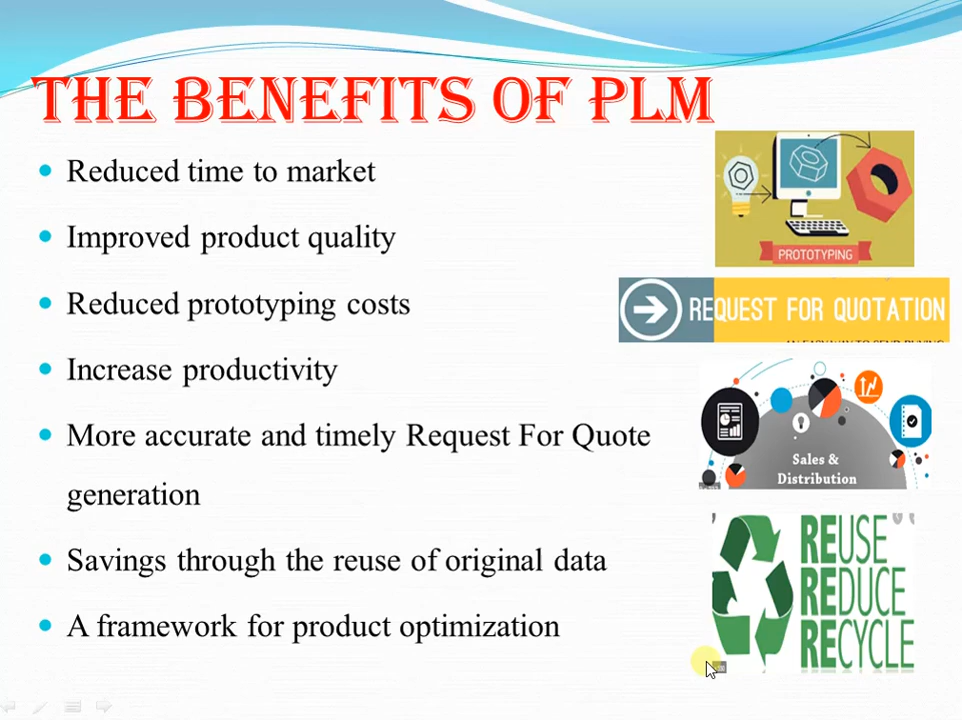 THE BENEFITS OF PLM
Reduced time to market
Improved product quality
Reduced prototyping costs
Increase productivity
More accurate and timely Request For Quote
generation
Savings through the reuse of original data
A framework for product optimization
PROTOTYPING
REQUEST FOR QUOTATION
Sales &
Distribution
REUSE
REDUCE
RECYCLE